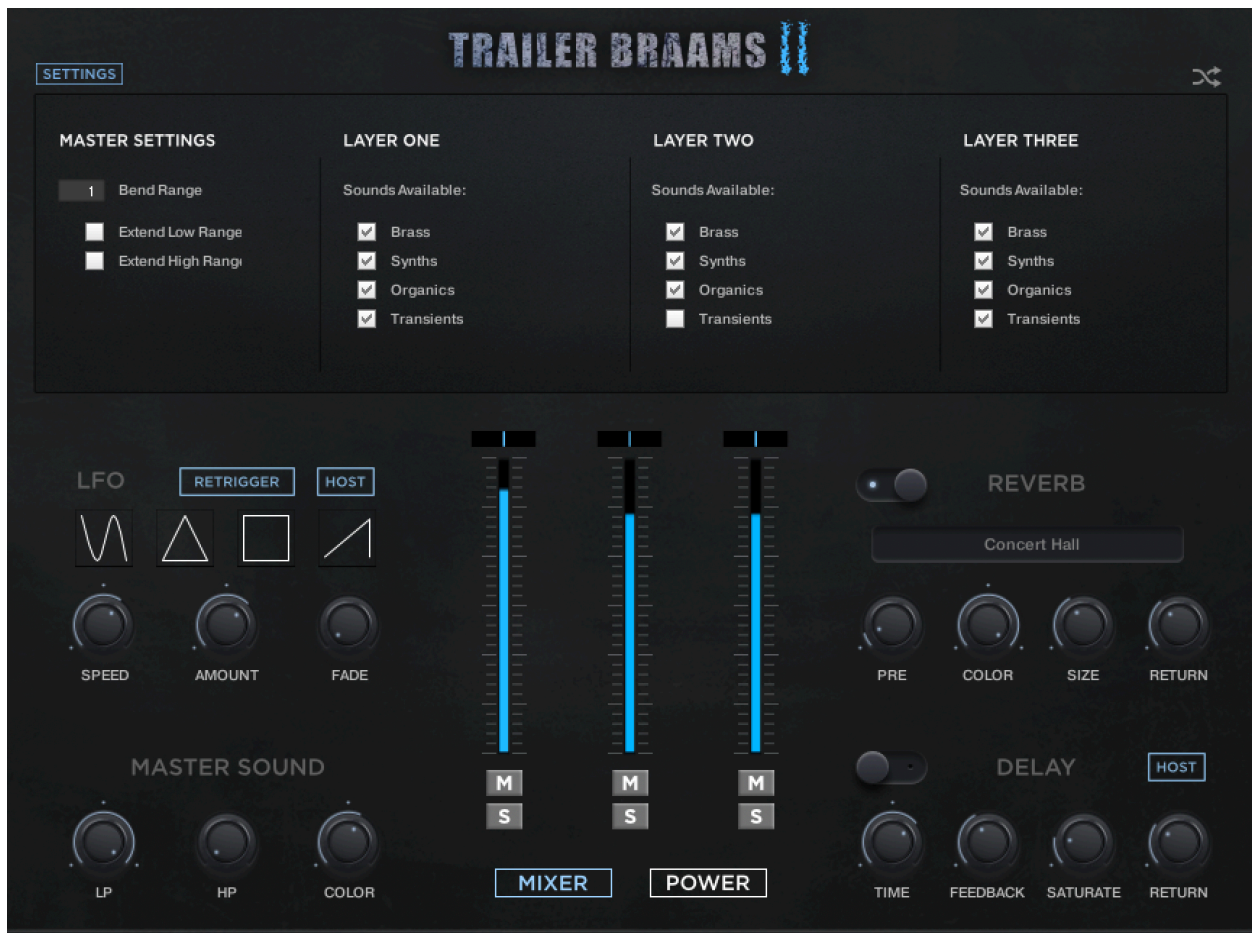 TRAILER BRAAMS II
SETTINGS
MASTER SETTINGS
1 Bend Range
Extend Low Range
Extend High Range
LAYER ONE
Sounds Available:
Brass
Synths
Organics
Transients
LAYER TWO
Sounds Available:
Brass
Synths
Organics
Transients
LAYER THREE
Sounds Available:
Brass
Synths
Organics
Transients
LFO
RETRIGGER
HOST
SPEED
AMOUNT
FADE
MASTER SOUND
LP
HP
COLOR
M
M
M
S
S
S
MIXER
POWER
REVERB
Concert Hall
PRE
COLOR
SIZE
RETURN
DELAY
HOST
TIME
FEEDBACK
SATURATE
RETURN